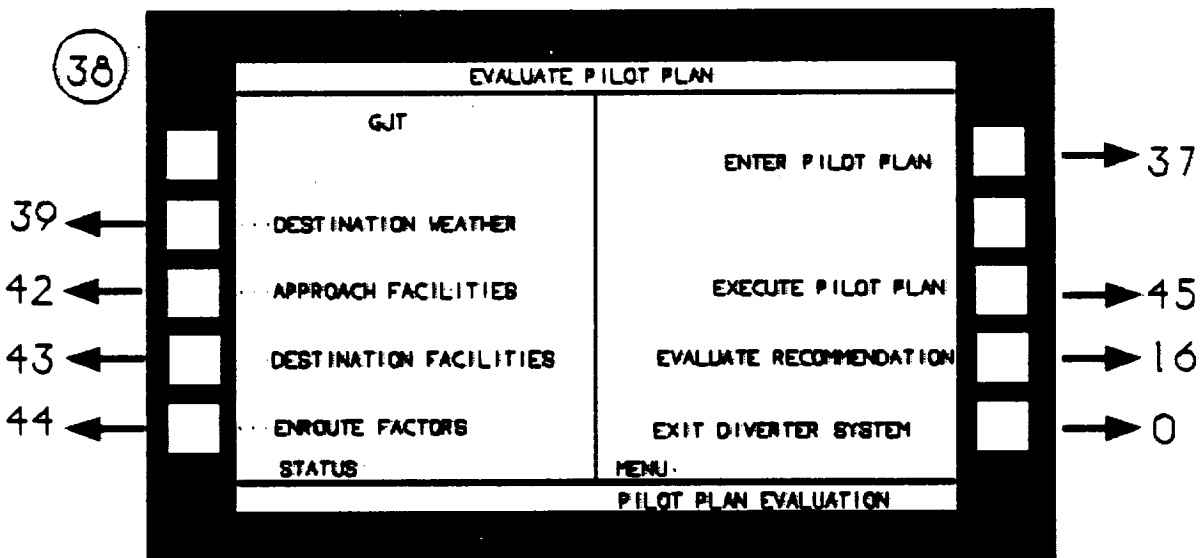 38
EVALUATE PILOT PLAN
GJT
ENTER PILOT PLAN
37
39
DESTINATION WEATHER
42
APPROACH FACILITIES
EXECUTE PILOT PLAN
45
43
DESTINATION FACILITIES
EVALUATE RECOMMENDATION
16
44
ENROUTE FACTORS
EXIT DIVERTER SYSTEM
0
STATUS
MENU
PILOT PLAN EVALUATION